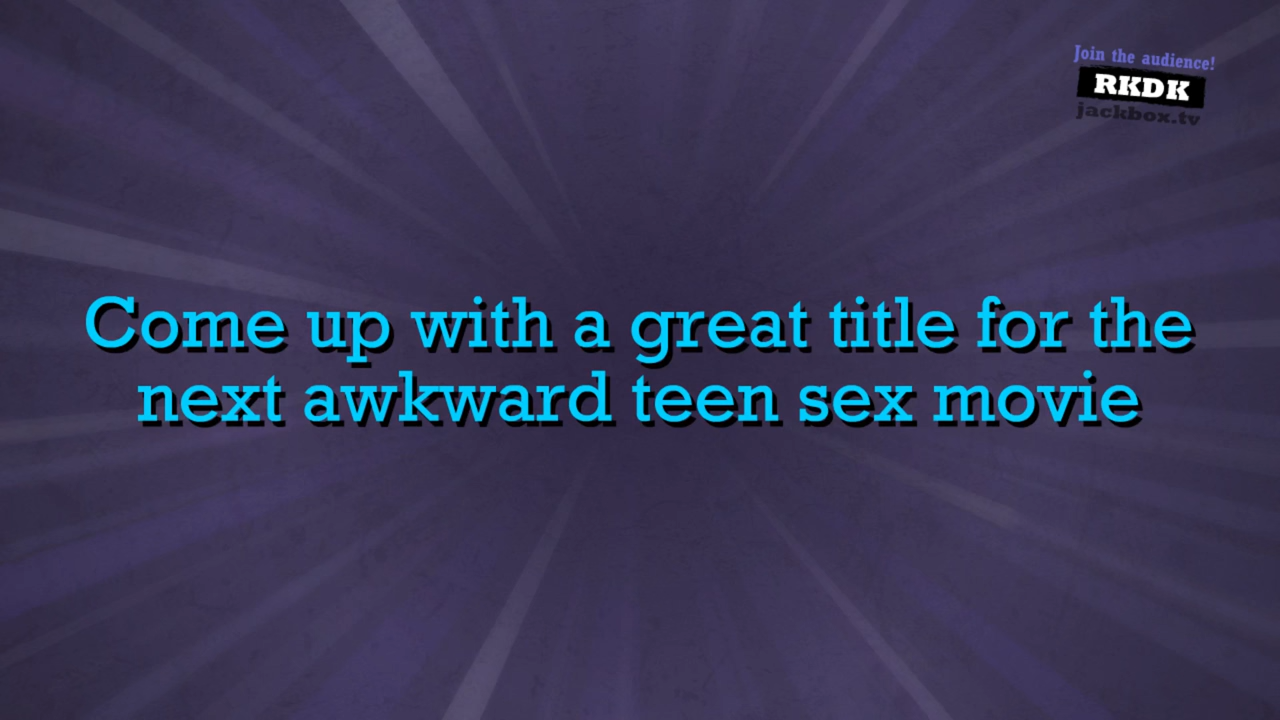 Join the audience!
RKDK
jackbox.tv
Come up with a great title for the
next awkward teen sex movie